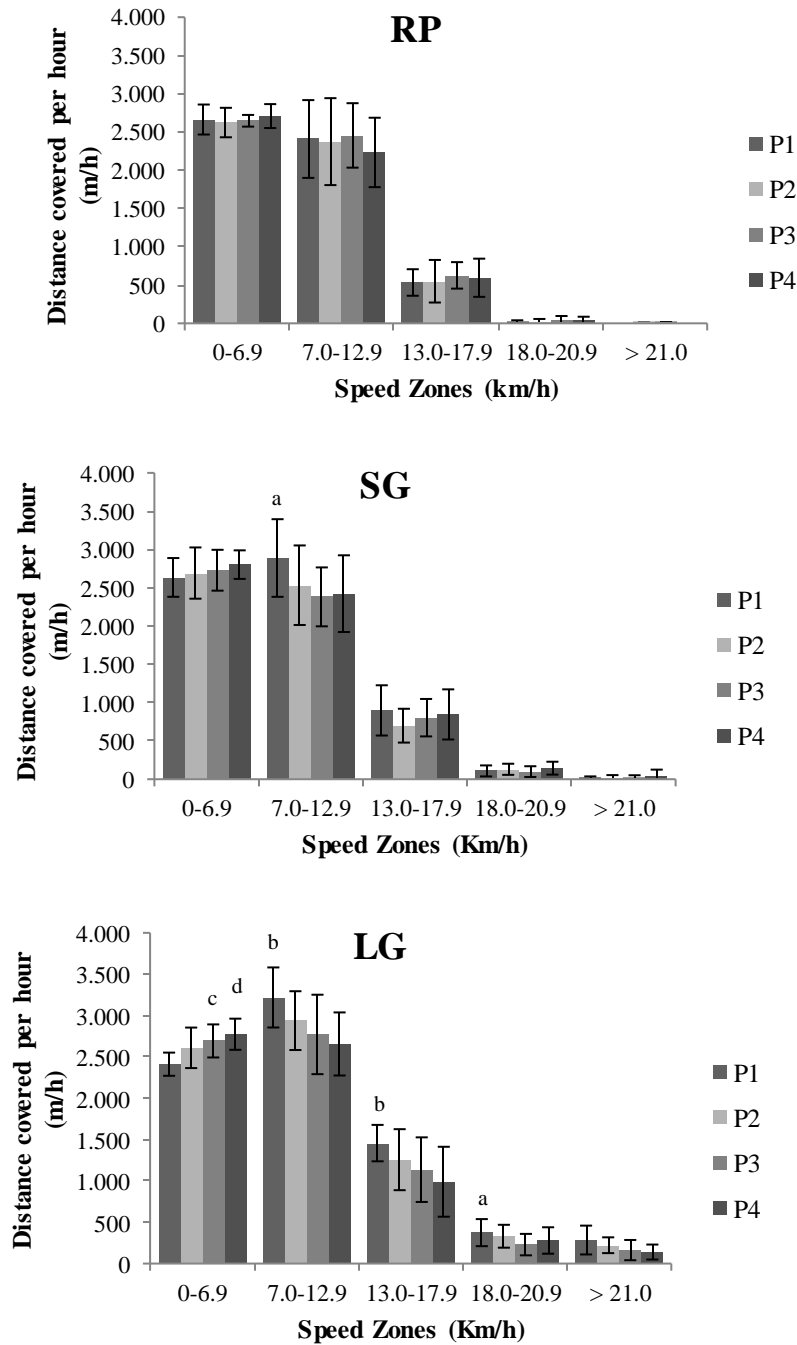 RP
Distance covered per hour
(m/h)
4.000
3.500
3.000
2.500
2.000
1.500
1.000
500
0
0-6.9 7.0-12.9 13.0-17.9 18.0-20.9 > 21.0
Speed Zones (km/h)
P1
P2
P3
P4
SG
Distance covered per hour
(m/h)
4.000
3.500
3.000
2.500
2.000
1.500
1.000
500
0
a
0-6.9 7.0-12.9 13.0-17.9 18.0-20.9 > 21.0
Speed Zones (Km/h)
P1
P2
P3
P4
LG
Distance covered per hour
(m/h)
4.000
3.500
3.000
2.500
2.000
1.500
1.000
500
0
c d b
b
a
0-6.9 7.0-12.9 13.0-17.9 18.0-20.9 > 21.0
Speed Zones (Km/h)
P1
P2
P3
P4